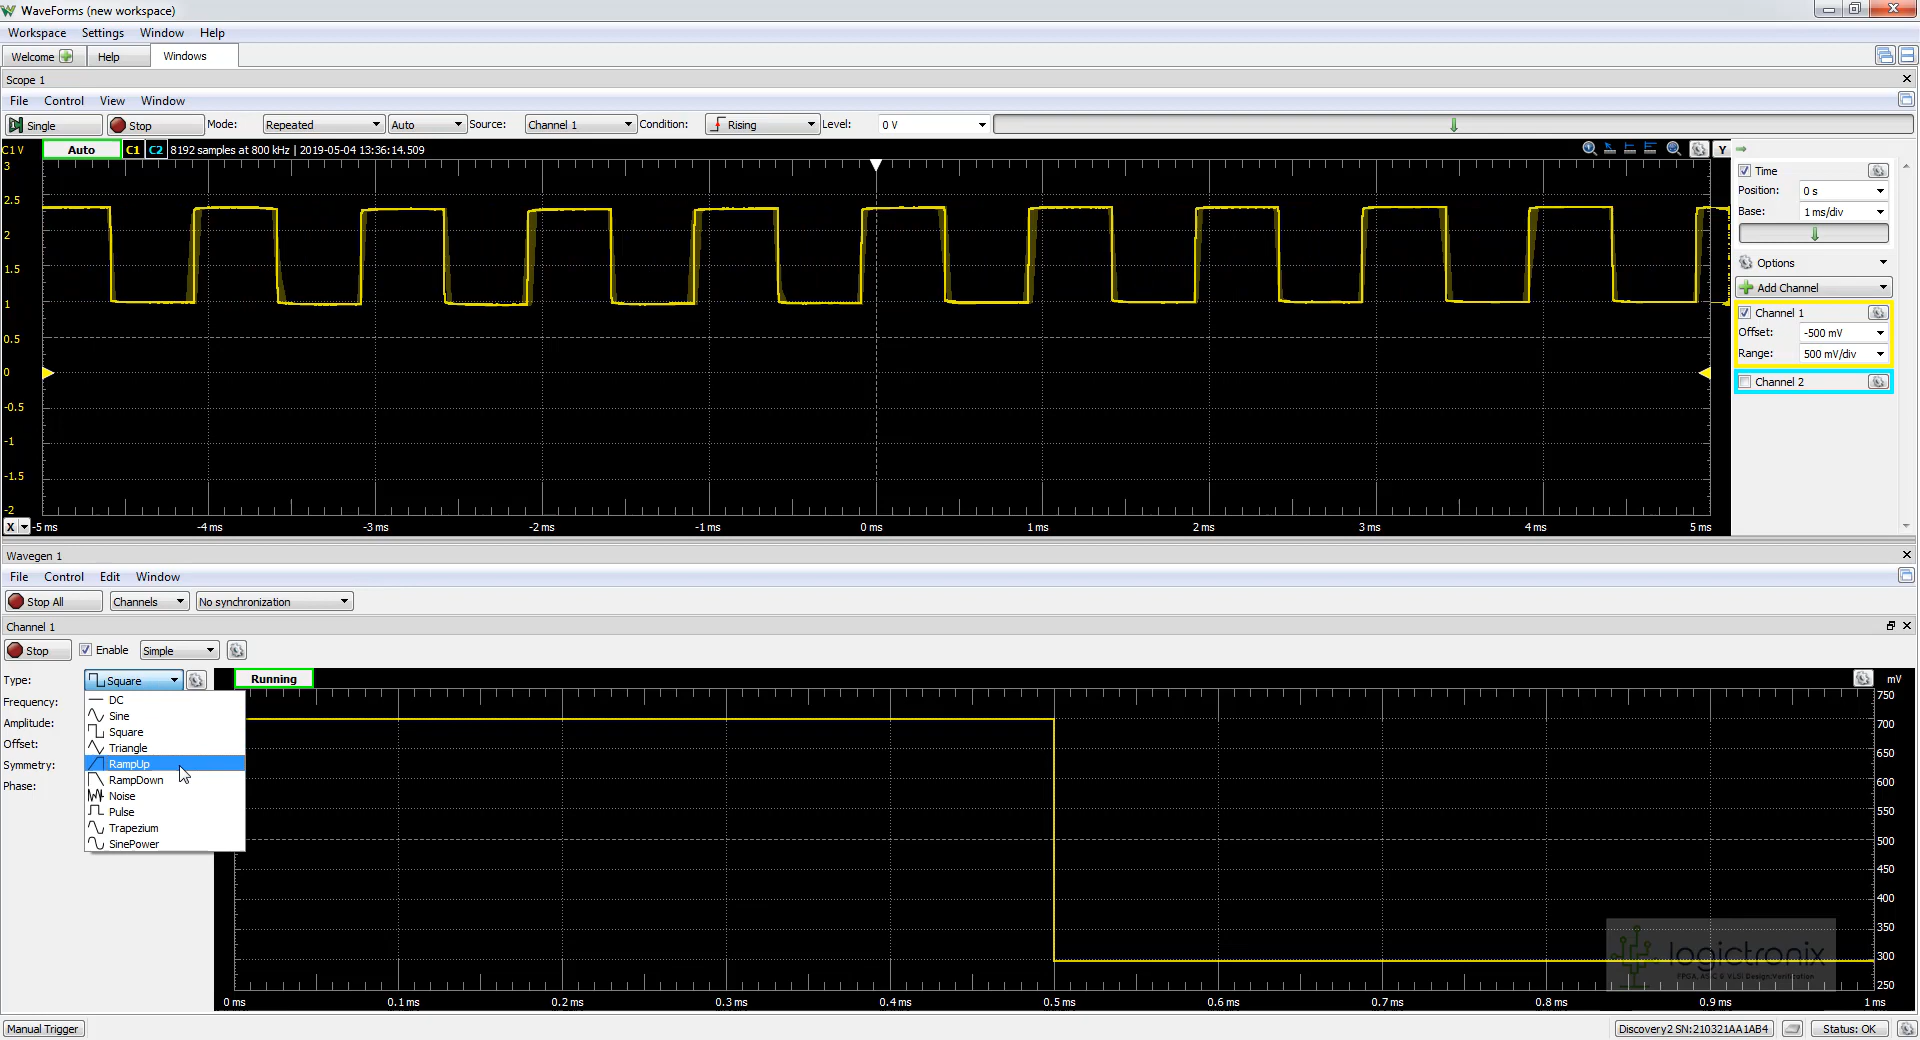 WaveForms (new workspace)
Workspace Settings Window Help
Welcome Help Windows
Scope 1
File Control View Window
Single Stop Mode: Repeated Auto Source: Channel 1 Condition: Rising Level: 0 V
C1 V Auto C1 C2 8192 samples at 800 kHz | 2019-05-04 13:36:14.509 Y
3
2.5
2
1.5
1
0.5
0
-0.5
-1
-1.5
-2
X -5 ms -4 ms -3 ms -2 ms -1 ms 0 ms 1 ms 2 ms 3 ms 4 ms 5 ms
Time
Position: 0 s
Base: 1 ms/div
Options
Add Channel
Channel 1
Offset: -500 mV
Range: 500 mV/div
Channel 2
Wavegen 1
File Control Edit Window
Stop All Channels No synchronization
Channel 1
Stop Enable Simple
Type: Square
Frequency:
Amplitude:
Offset:
Symmetry:
Phase:
DC
Sine
Square
Triangle
RampUp
RampDown
Noise
Pulse
Trapezium
SinePower
Running mV
750
700
650
600
550
500
450
400
350
300
250
0 ms 0.1 ms 0.2 ms 0.3 ms 0.4 ms 0.5 ms 0.6 ms 0.7 ms 0.8 ms 0.9 ms 1 ms
logictronix
FPGA, ASIC & VLSI Design/Verification
Manual Trigger Discovery2 SN:210321AA1AB4 Status: OK